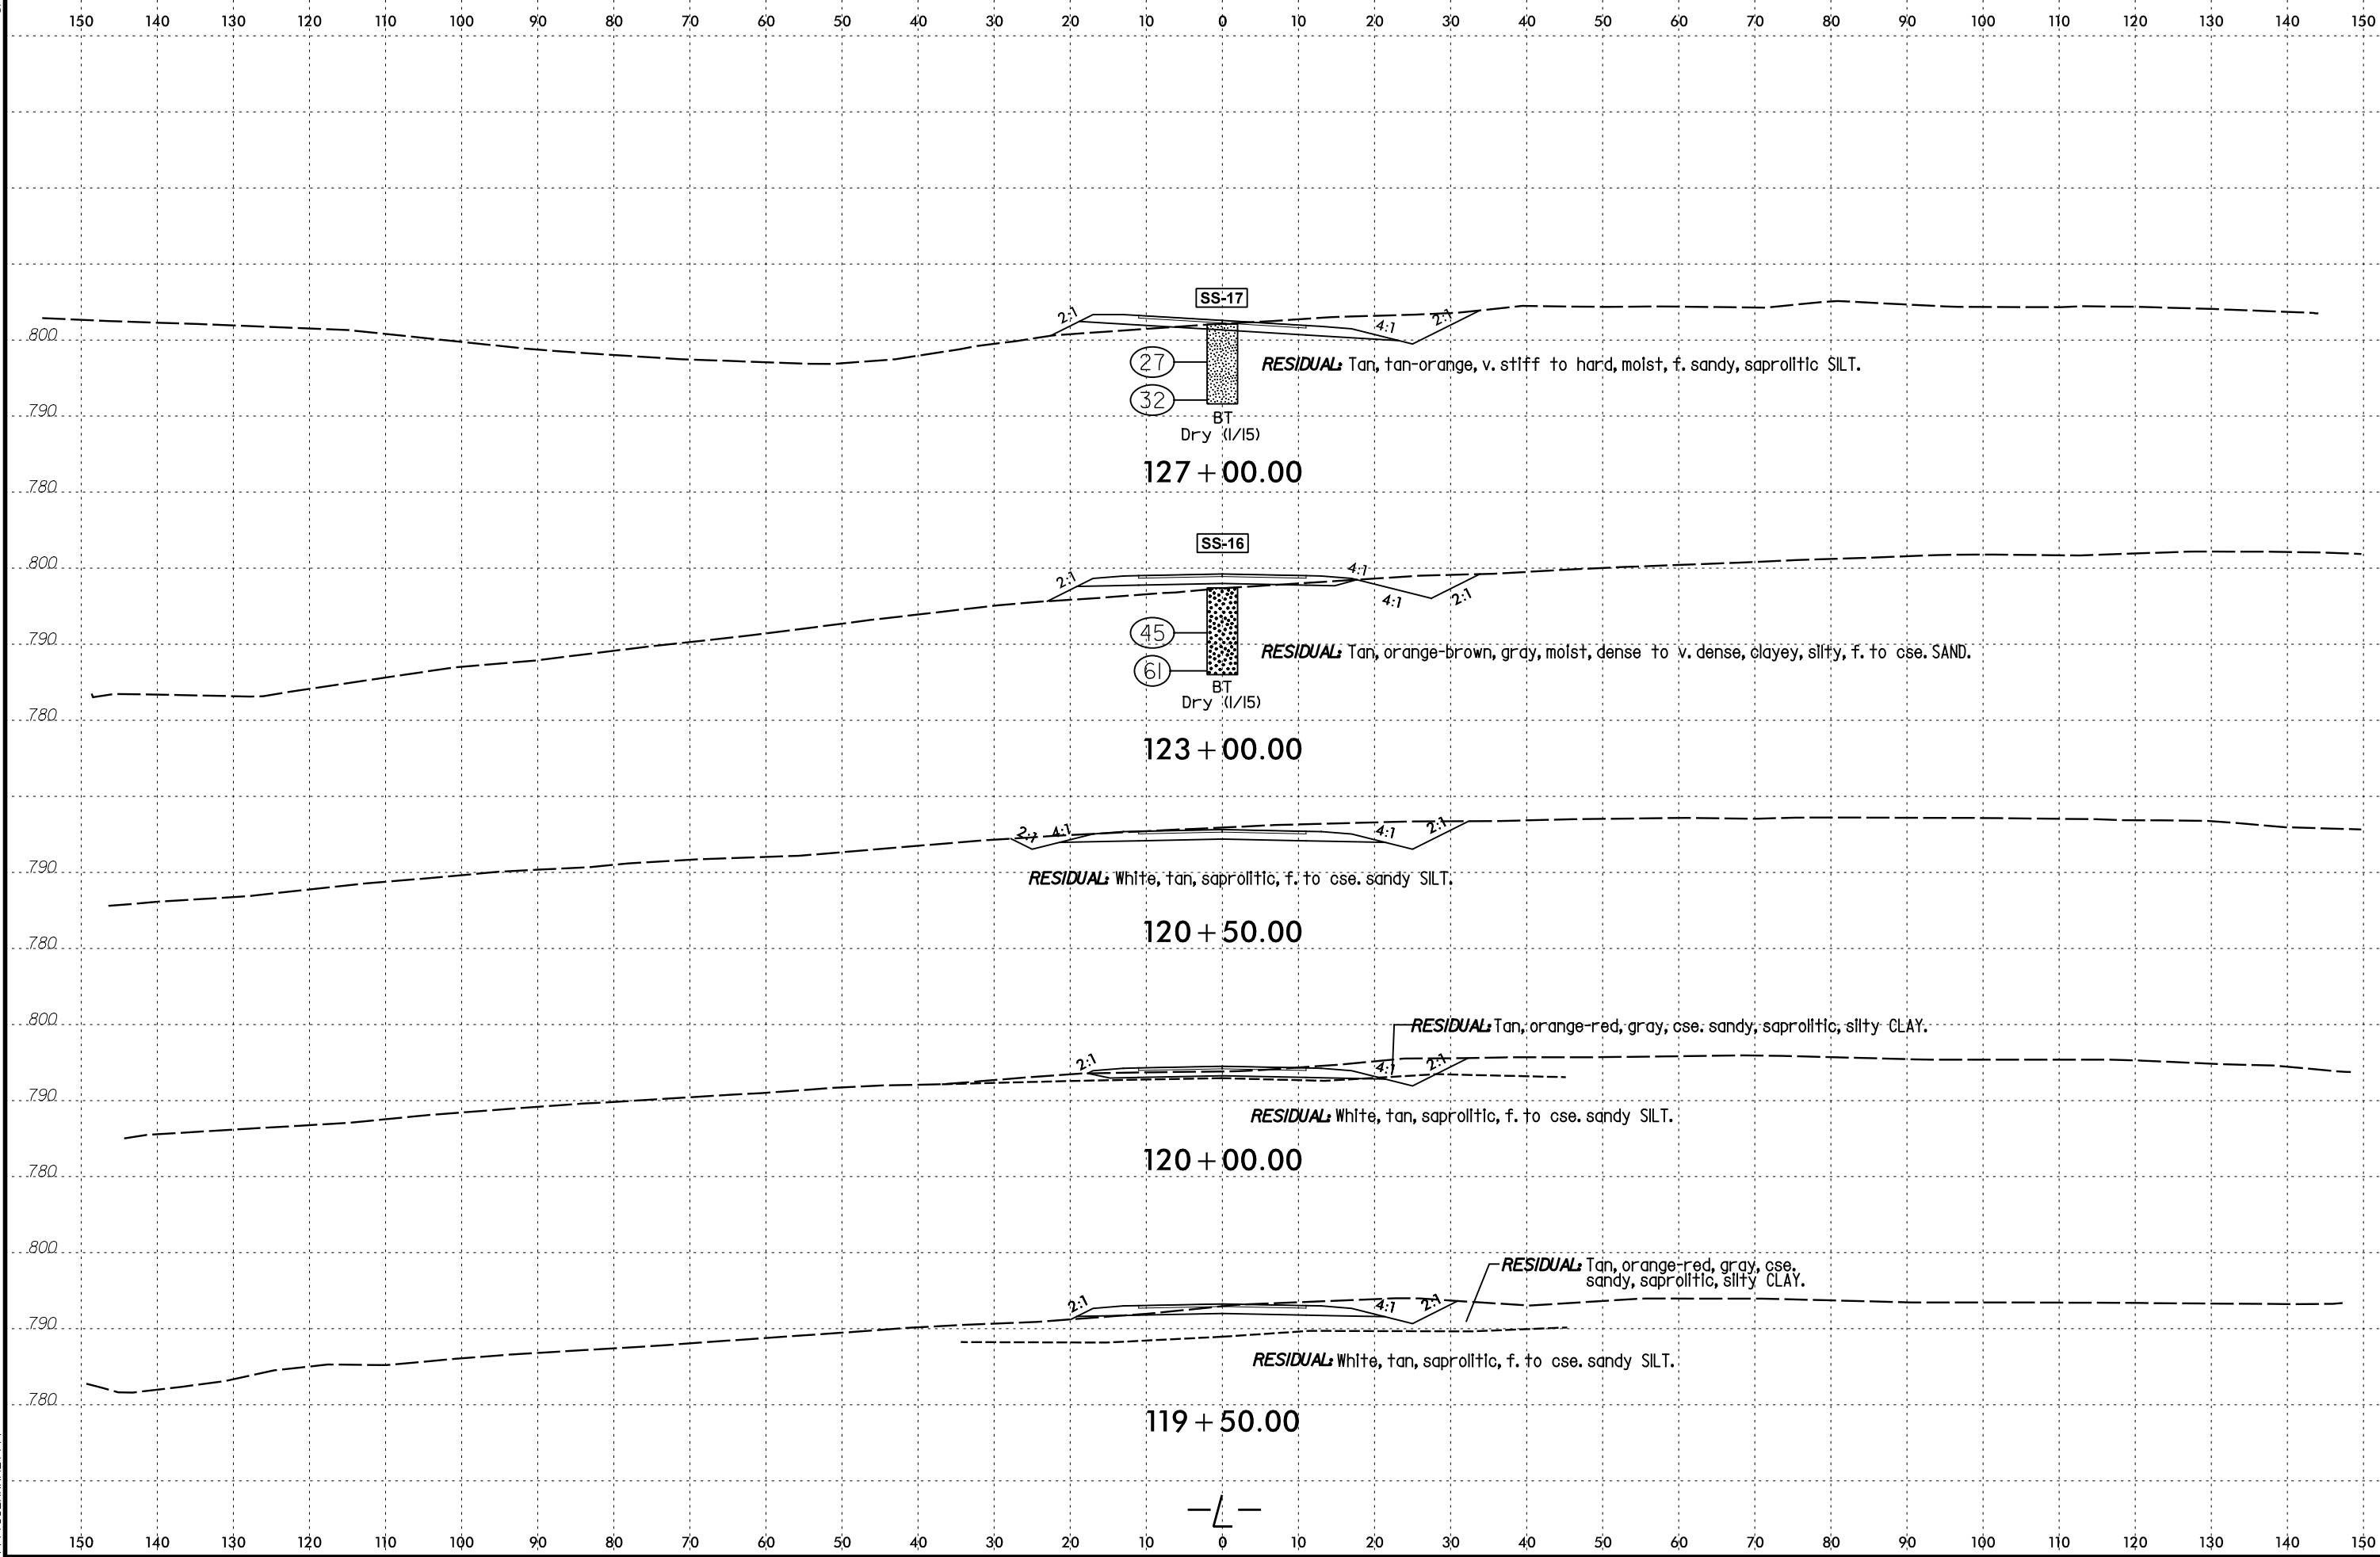 150 140 130 120 110 100 90 80 70 60 50 40 30 20 10 0 10 20 30 40 50 60 70 80 90 100 110 120 130 140 150
SS-17
2:1 4:1 2:1
800
27
RESIDUAL: Tan, tan-orange, v. stiff to hard, moist, f. sandy, saprolitic SILT.
32
790
BT
Dry (1/15)
127+00.00
780
SS-16
800
2:1 4:1 4:1 2:1
45
790
RESIDUAL: Tan, orange-brown, gray, moist, dense to v. dense, clayey, silty, f. to cse. SAND.
61
BT
Dry (1/15)
780
123+00.00
2:1 4:1 4:1 2:1
790
RESIDUAL: White, tan, saprolitic, f. to cse. sandy SILT.
120+50.00
780
800
RESIDUAL: Tan, orange-red, gray, cse. sandy, saprolitic, silty CLAY.
2:1 4:1 2:1
790
RESIDUAL: White, tan, saprolitic, f. to cse. sandy SILT.
120+00.00
780
800
RESIDUAL: Tan, orange-red, gray, cse.
sandy, saprolitic, silty CLAY.
2:1 4:1 2:1
790
RESIDUAL: White, tan, saprolitic, f. to cse. sandy SILT.
780
119+50.00
-L-
150 140 130 120 110 100 90 80 70 60 50 40 30 20 10 0 10 20 30 40 50 60 70 80 90 100 110 120 130 140 150